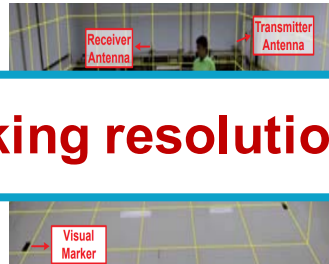 Receiver
Antenna
Transmitter
Antenna
king resolutio
Visual
Marker